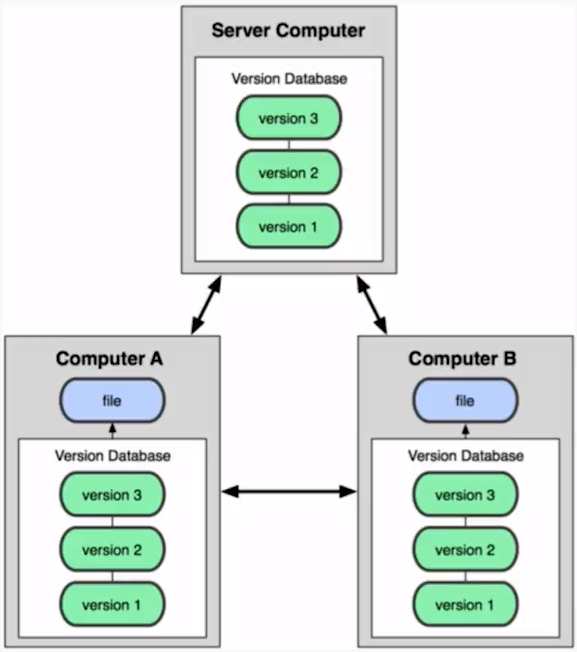 Server Computer
Version Database
version 3
version 2
version 1
Computer A
file
Version Database
version 3
version 2
version 1
Computer B
file
Version Database
version 3
version 2
version 1